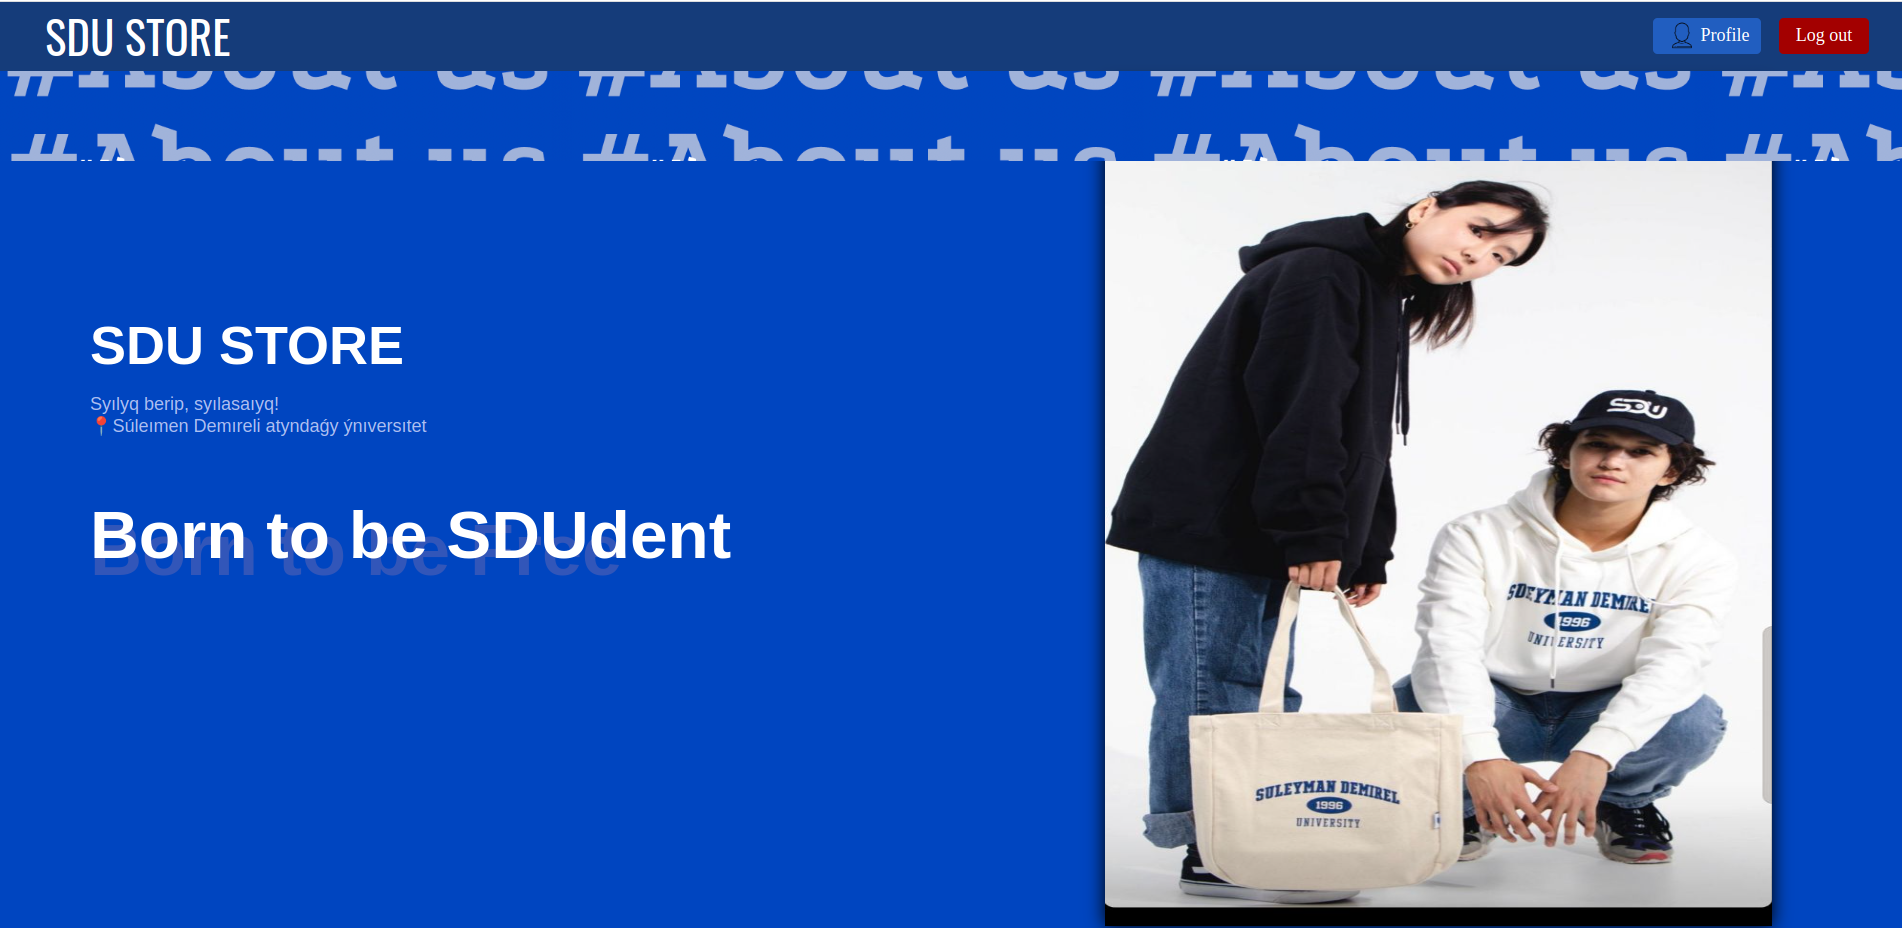 SDU STORE
Profile
Log out
#About us #About us #About us #Ab
#About us #About us #About us #Ab
SDU STORE
Syılyq berip, syılasaıyq!
📍Súleımen Demıreli atyndaǵy ýnıversıtet
Born to be SDUdent
Born to be Free
SDU
SULEYMAN DEMIREL
1996
UNIVERSITY
SULEYMAN DEMIREL
1996
UNIVERSITY